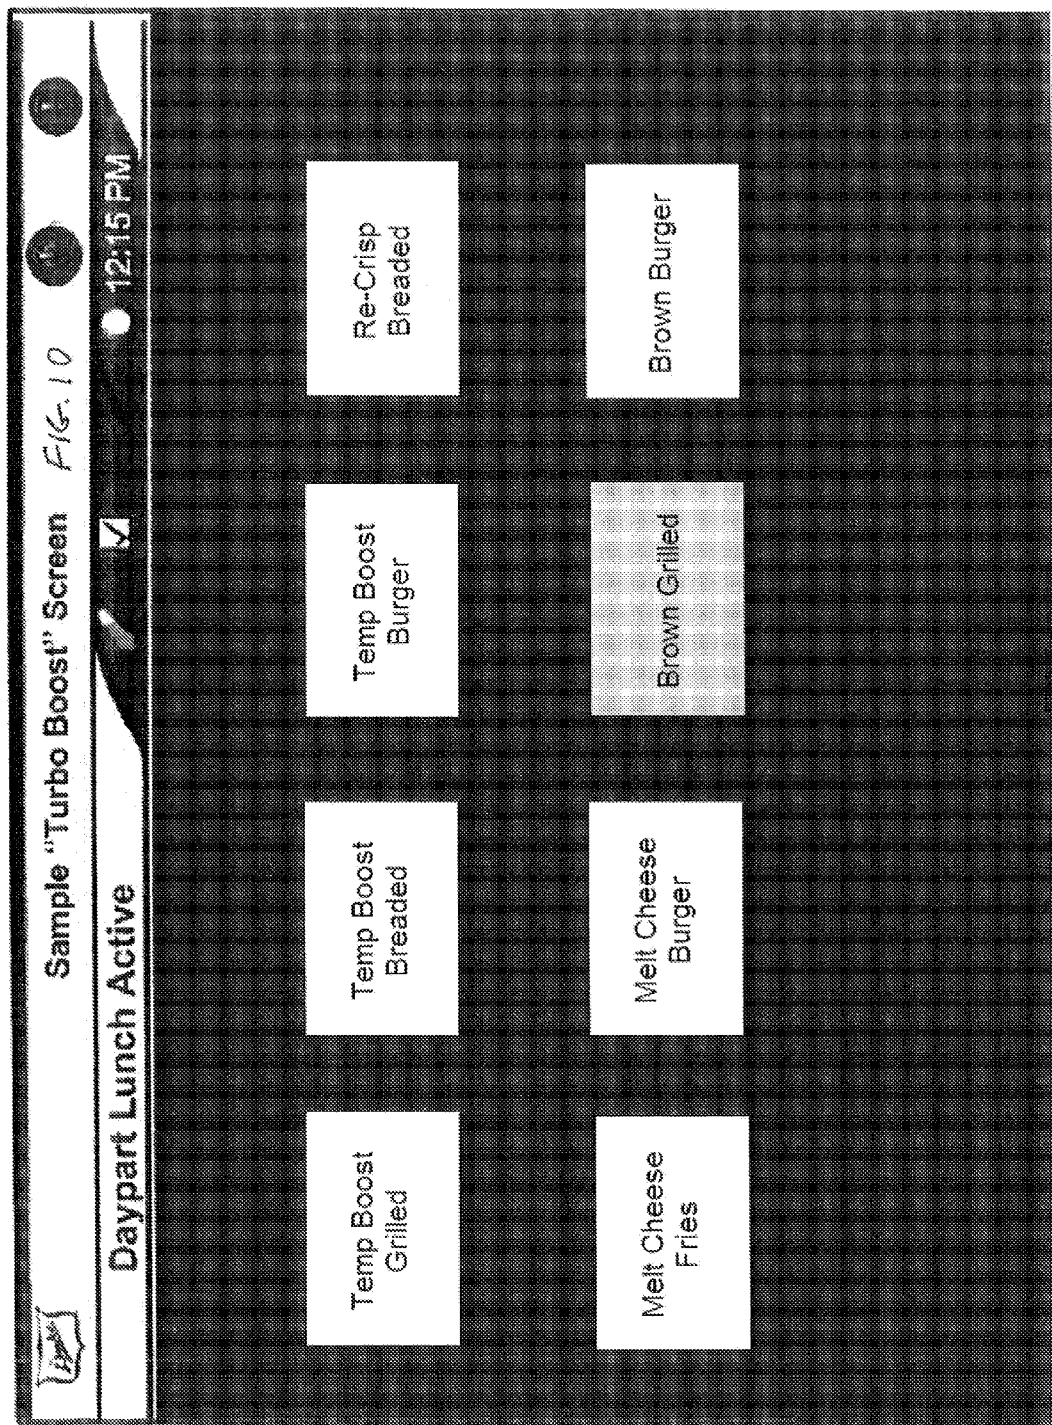 Sample "Turbo Boost" Screen FIG. 10
Daypart Lunch Active
12:15 PM
Temp Boost
Grilled
Temp Boost
Breaded
Temp Boost
Burger
Re-Crisp
Breaded
Melt Cheese
Fries
Melt Cheese
Burger
Brown Grilled
Brown Burger